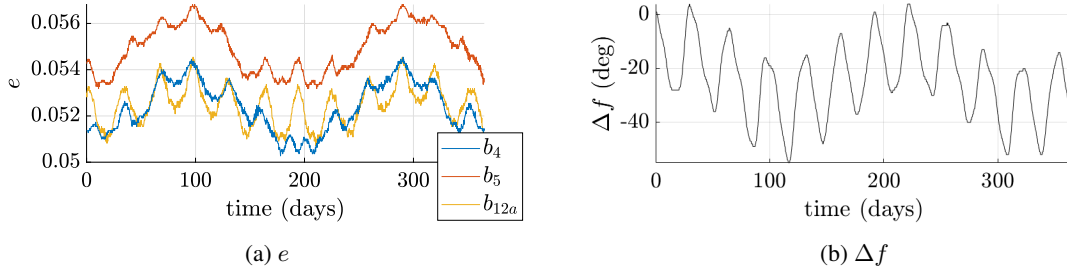 0.056
0.054
0.052
0.05
e
0 100 200 300
time (days)
b4
b5
b12a
(a) e
0
-20
-40
Δf (deg)
0 100 200 300
time (days)
(b) Δf